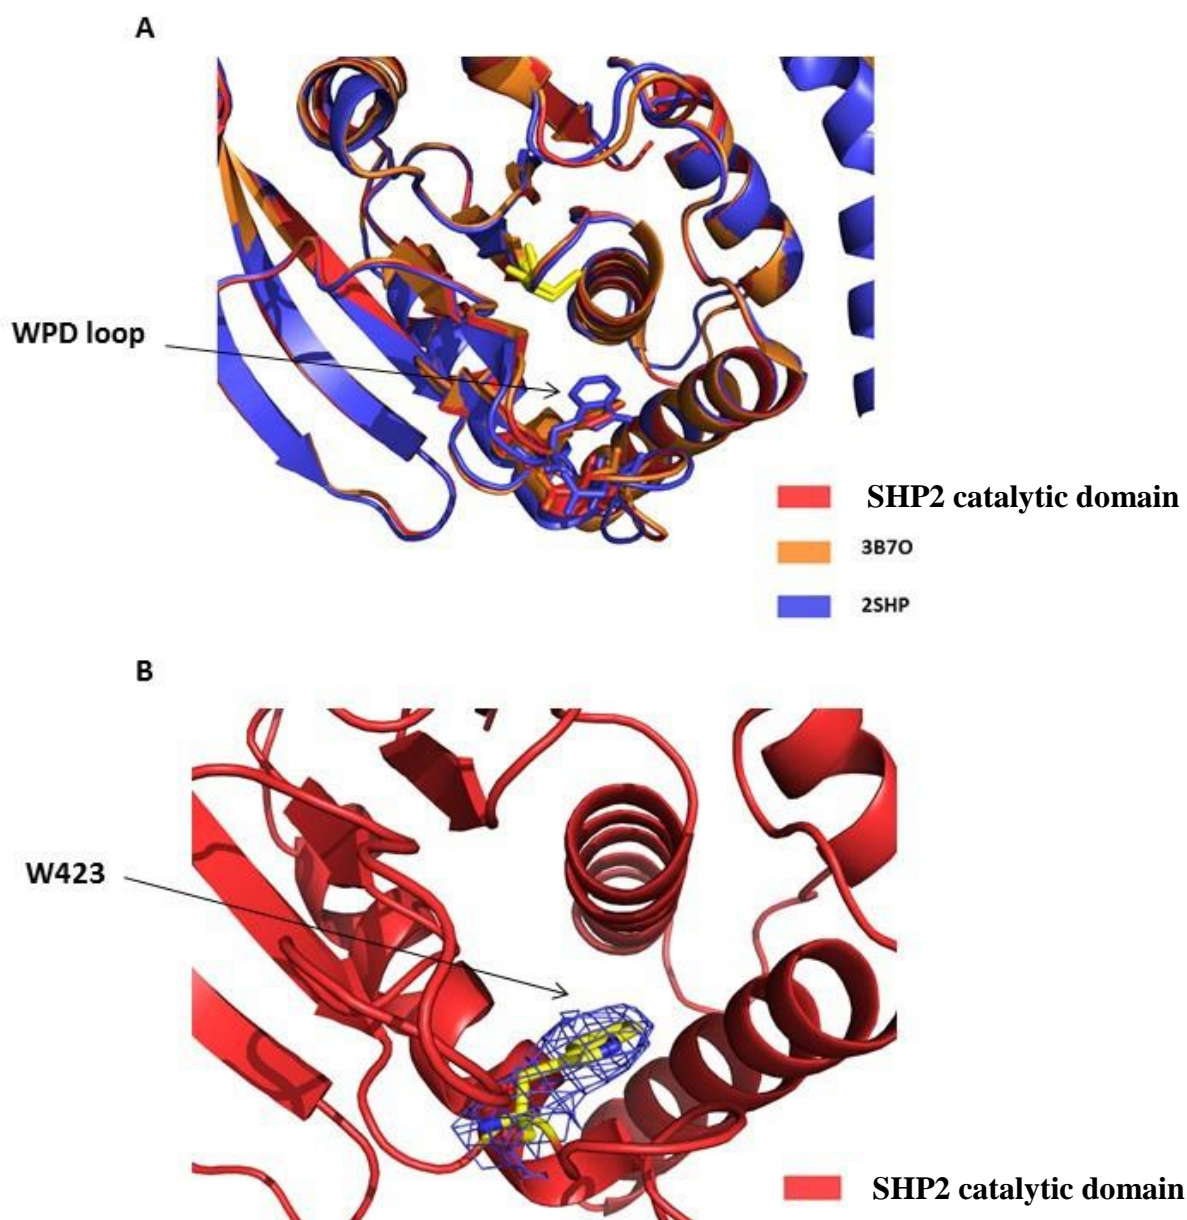 A
WPD loop
SHP2 catalytic domain
3B7O
2SHP
B
W423
SHP2 catalytic domain